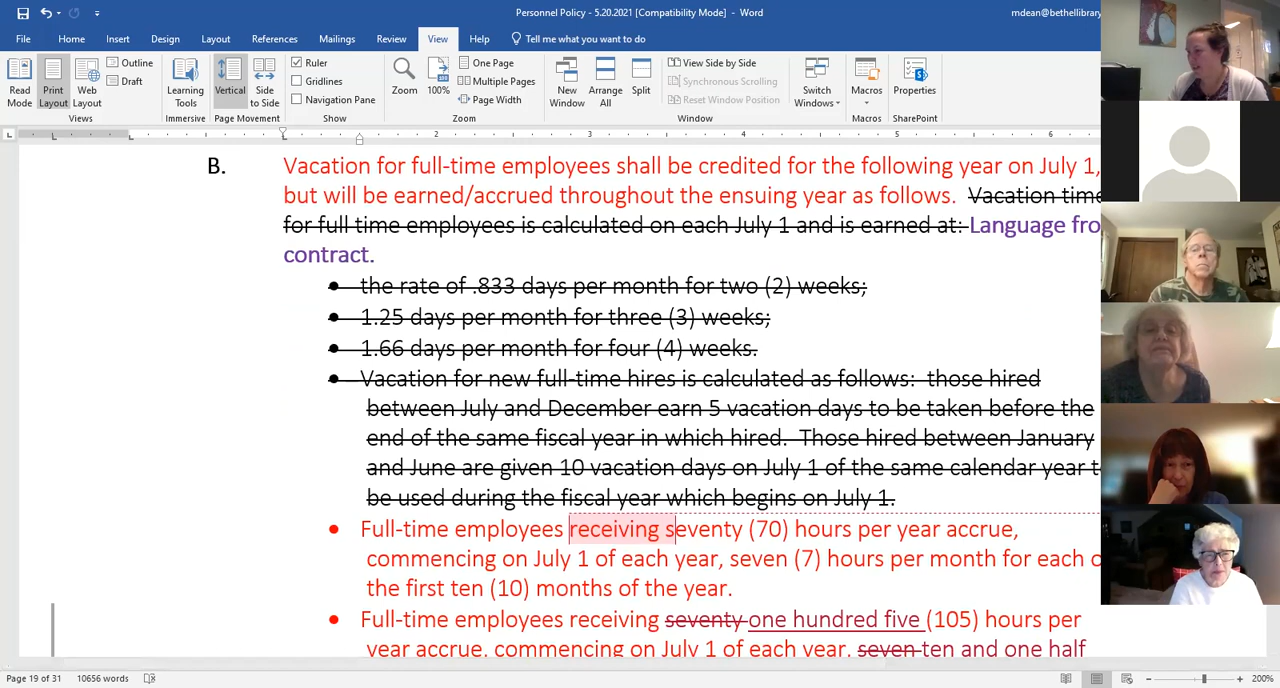 Personnel Policy - 5.20.2021 [Compatibility Mode] - Word
mdean@bethellibrary
File Home Insert Design Layout References Mailings Review View Help Tell me what you want to do
Read Mode
Print Layout
Web Layout
Outline
Draft
Views
Learning Tools
Immersive
Vertical
Side to Side
Page Movement
Ruler
Gridlines
Navigation Pane
Show
Zoom
100%
One Page
Multiple Pages
Page Width
Zoom
New Window
Arrange All
Split
View Side by Side
Synchronous Scrolling
Reset Window Position
Window
Switch Windows
Macros
Macros
Properties
SharePoint
2 3 4 5 6
B. Vacation for full-time employees shall be credited for the following year on July 1,
but will be earned/accrued throughout the ensuing year as follows. Vacation time
for full time employees is calculated on each July 1 and is earned at: Language fro
contract.
• the rate of .833 days per month for two (2) weeks;
• 1.25 days per month for three (3) weeks;
• 1.66 days per month for four (4) weeks.
• Vacation for new full-time hires is calculated as follows: those hired
between July and December earn 5 vacation days to be taken before the
end of the same fiscal year in which hired. Those hired between January
and June are given 10 vacation days on July 1 of the same calendar year t
be used during the fiscal year which begins on July 1.
• Full-time employees receiving seventy (70) hours per year accrue,
commencing on July 1 of each year, seven (7) hours per month for each o
the first ten (10) months of the year.
• Full-time employees receiving seventy one hundred five (105) hours per
year accrue, commencing on July 1 of each year, seven ten and one half
Page 19 of 31 10656 words
200%